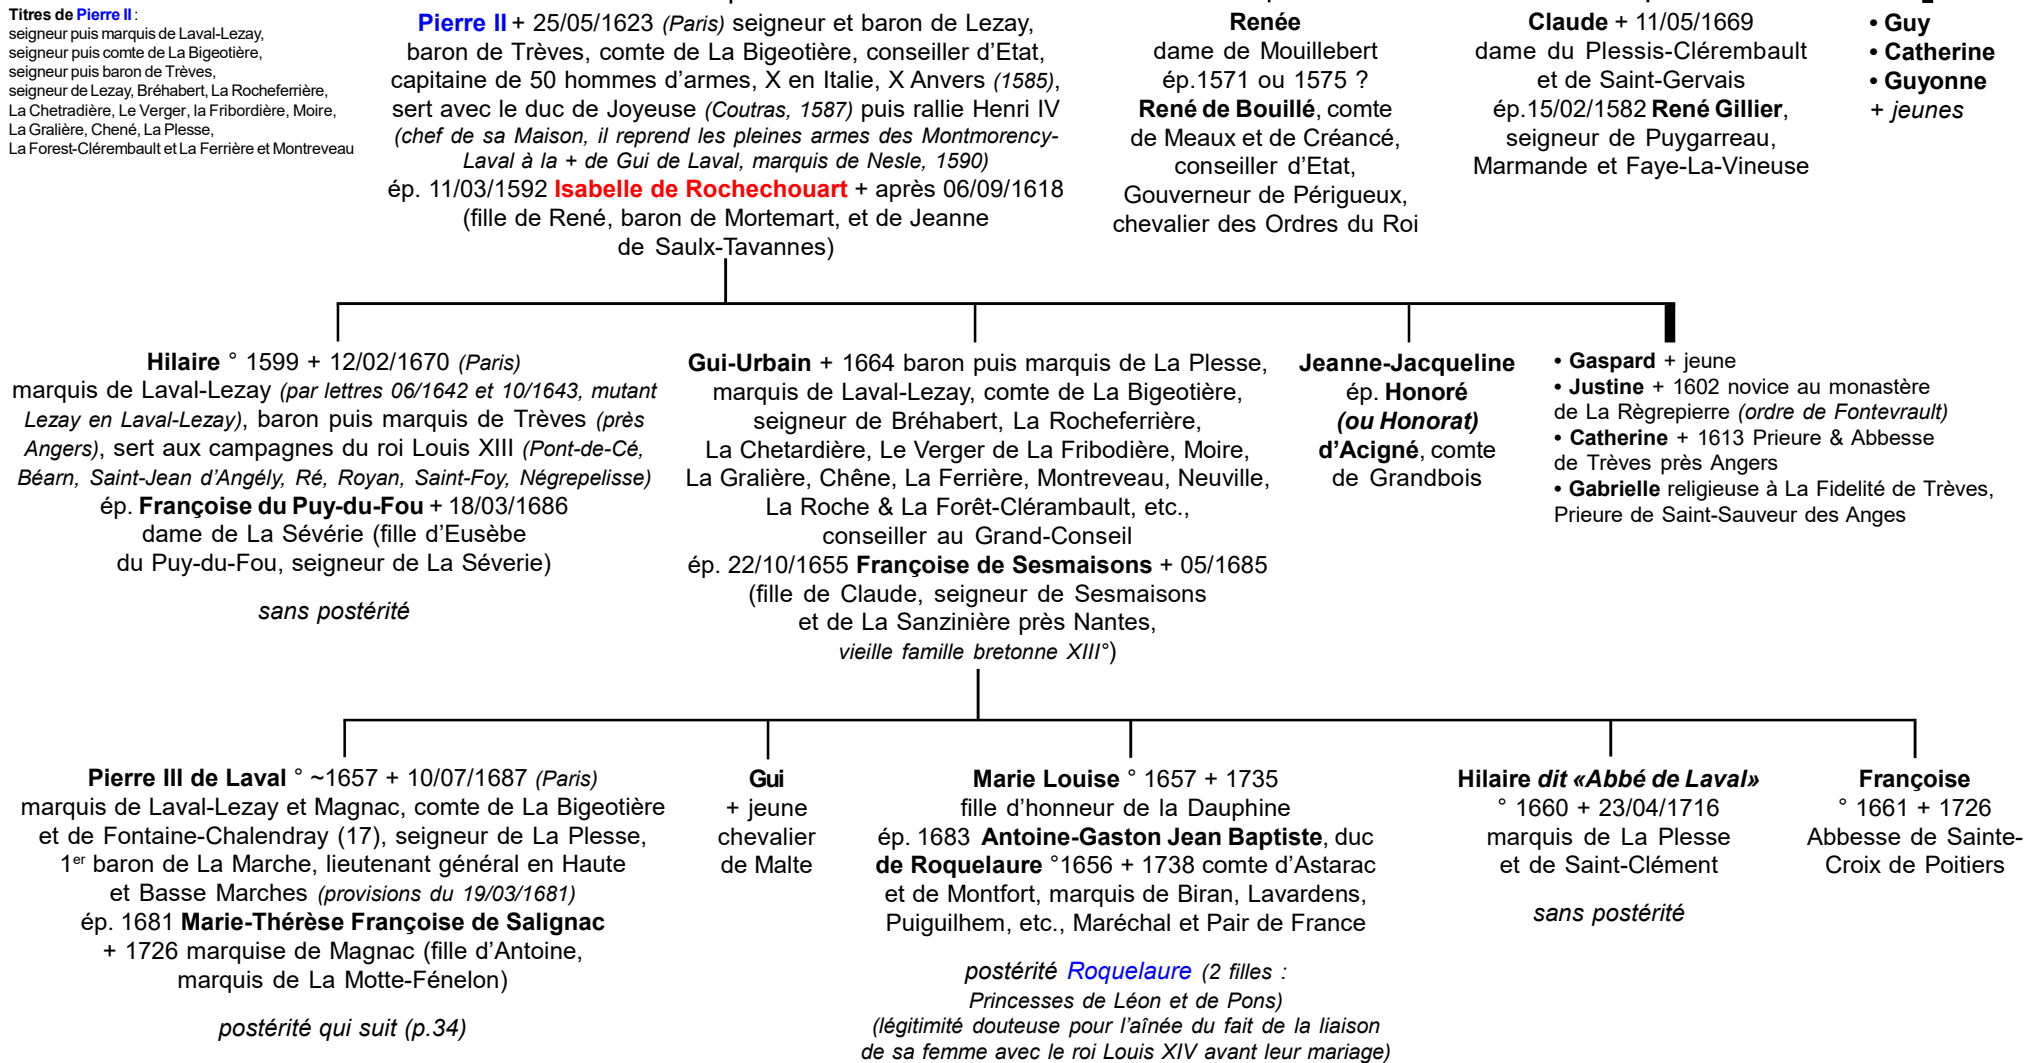 Titres de Pierre II :
seigneur puis marquis de Laval-Lezay,
seigneur puis comte de La Bigeotière,
seigneur puis baron de Trèves,
seigneur de Lezay, Bréhabert, La Rocheferrière,
La Chetradière, Le Verger, la Fribordière, Moire,
La Gralière, Chené, La Plesse,
La Forest-Clérembault et La Ferrière et Montreveau
Pierre II + 25/05/1623 (Paris) seigneur et baron de Lezay,
baron de Trèves, comte de La Bigeotière, conseiller d'Etat,
capitaine de 50 hommes d'armes, X en Italie, X Anvers (1585),
sert avec le duc de Joyeuse (Coutras, 1587) puis rallie Henri IV
(chef de sa Maison, il reprend les pleines armes des Montmorency-
Laval à la + de Gui de Laval, marquis de Nesle, 1590)
ép. 11/03/1592 Isabelle de Rochechouart + après 06/09/1618
(fille de René, baron de Mortemart, et de Jeanne
de Saulx-Tavannes)
Renée
dame de Mouillebert
ép.1571 ou 1575 ?
René de Bouillé, comte
de Meaux et de Créancé,
conseiller d'Etat,
Gouverneur de Périgueux,
chevalier des Ordres du Roi
Claude + 11/05/1669
dame du Plessis-Clérembault
et de Saint-Gervais
ép.15/02/1582 René Gillier,
seigneur de Puygarreau,
Marmande et Faye-La-Vineuse
• Guy
• Catherine
• Guyonne
+ jeunes
Hilaire ° 1599 + 12/02/1670 (Paris)
marquis de Laval-Lezay (par lettres 06/1642 et 10/1643, mutant
Lezay en Laval-Lezay), baron puis marquis de Trèves (près
Angers), sert aux campagnes du roi Louis XIII (Pont-de-Cé,
Béarn, Saint-Jean d'Angély, Ré, Royan, Saint-Foy, Négrepelisse)
ép. Françoise du Puy-du-Fou + 18/03/1686
dame de La Sévérie (fille d'Eusèbe
du Puy-du-Fou, seigneur de La Séverie)
sans postérité
Gui-Urbain + 1664 baron puis marquis de La Plesse,
marquis de Laval-Lezay, comte de La Bigeotière,
seigneur de Bréhabert, La Rocheferrière,
La Chetardière, Le Verger de La Fribodière, Moire,
La Gralière, Chêne, La Ferrière, Montreveau, Neuville,
La Roche & La Forêt-Clérambault, etc.,
conseiller au Grand-Conseil
ép. 22/10/1655 Françoise de Sesmaisons + 05/1685
(fille de Claude, seigneur de Sesmaisons
et de La Sanzinière près Nantes,
vieille famille bretonne XIII°)
Jeanne-Jacqueline
ép. Honoré
(ou Honorat)
d'Acigné, comte
de Grandbois
• Gaspard + jeune
• Justine + 1602 novice au monastère
de La Règrepierre (ordre de Fontevrault)
• Catherine + 1613 Prieure & Abbesse
de Trèves près Angers
• Gabrielle religieuse à La Fidelité de Trèves,
Prieure de Saint-Sauveur des Anges
Pierre III de Laval ° ~1657 + 10/07/1687 (Paris)
marquis de Laval-Lezay et Magnac, comte de La Bigeotière
et de Fontaine-Chalendray (17), seigneur de La Plesse,
1er baron de La Marche, lieutenant général en Haute
et Basse Marches (provisions du 19/03/1681)
ép. 1681 Marie-Thérèse Françoise de Salignac
+ 1726 marquise de Magnac (fille d'Antoine,
marquis de La Motte-Fénelon)
postérité qui suit (p.34)
Gui
+ jeune
chevalier
de Malte
Marie Louise ° 1657 + 1735
fille d'honneur de la Dauphine
ép. 1683 Antoine-Gaston Jean Baptiste, duc
de Roquelaure °1656 + 1738 comte d'Astarac
et de Montfort, marquis de Biran, Lavardens,
Puiguilhem, etc., Maréchal et Pair de France
postérité Roquelaure (2 filles :
Princesses de Léon et de Pons)
(légitimité douteuse pour l'aînée du fait de la liaison
de sa femme avec le roi Louis XIV avant leur mariage)
Hilaire dit «Abbé de Laval»
° 1660 + 23/04/1716
marquis de La Plesse
et de Saint-Clément
sans postérité
Françoise
° 1661 + 1726
Abbesse de Sainte-
Croix de Poitiers